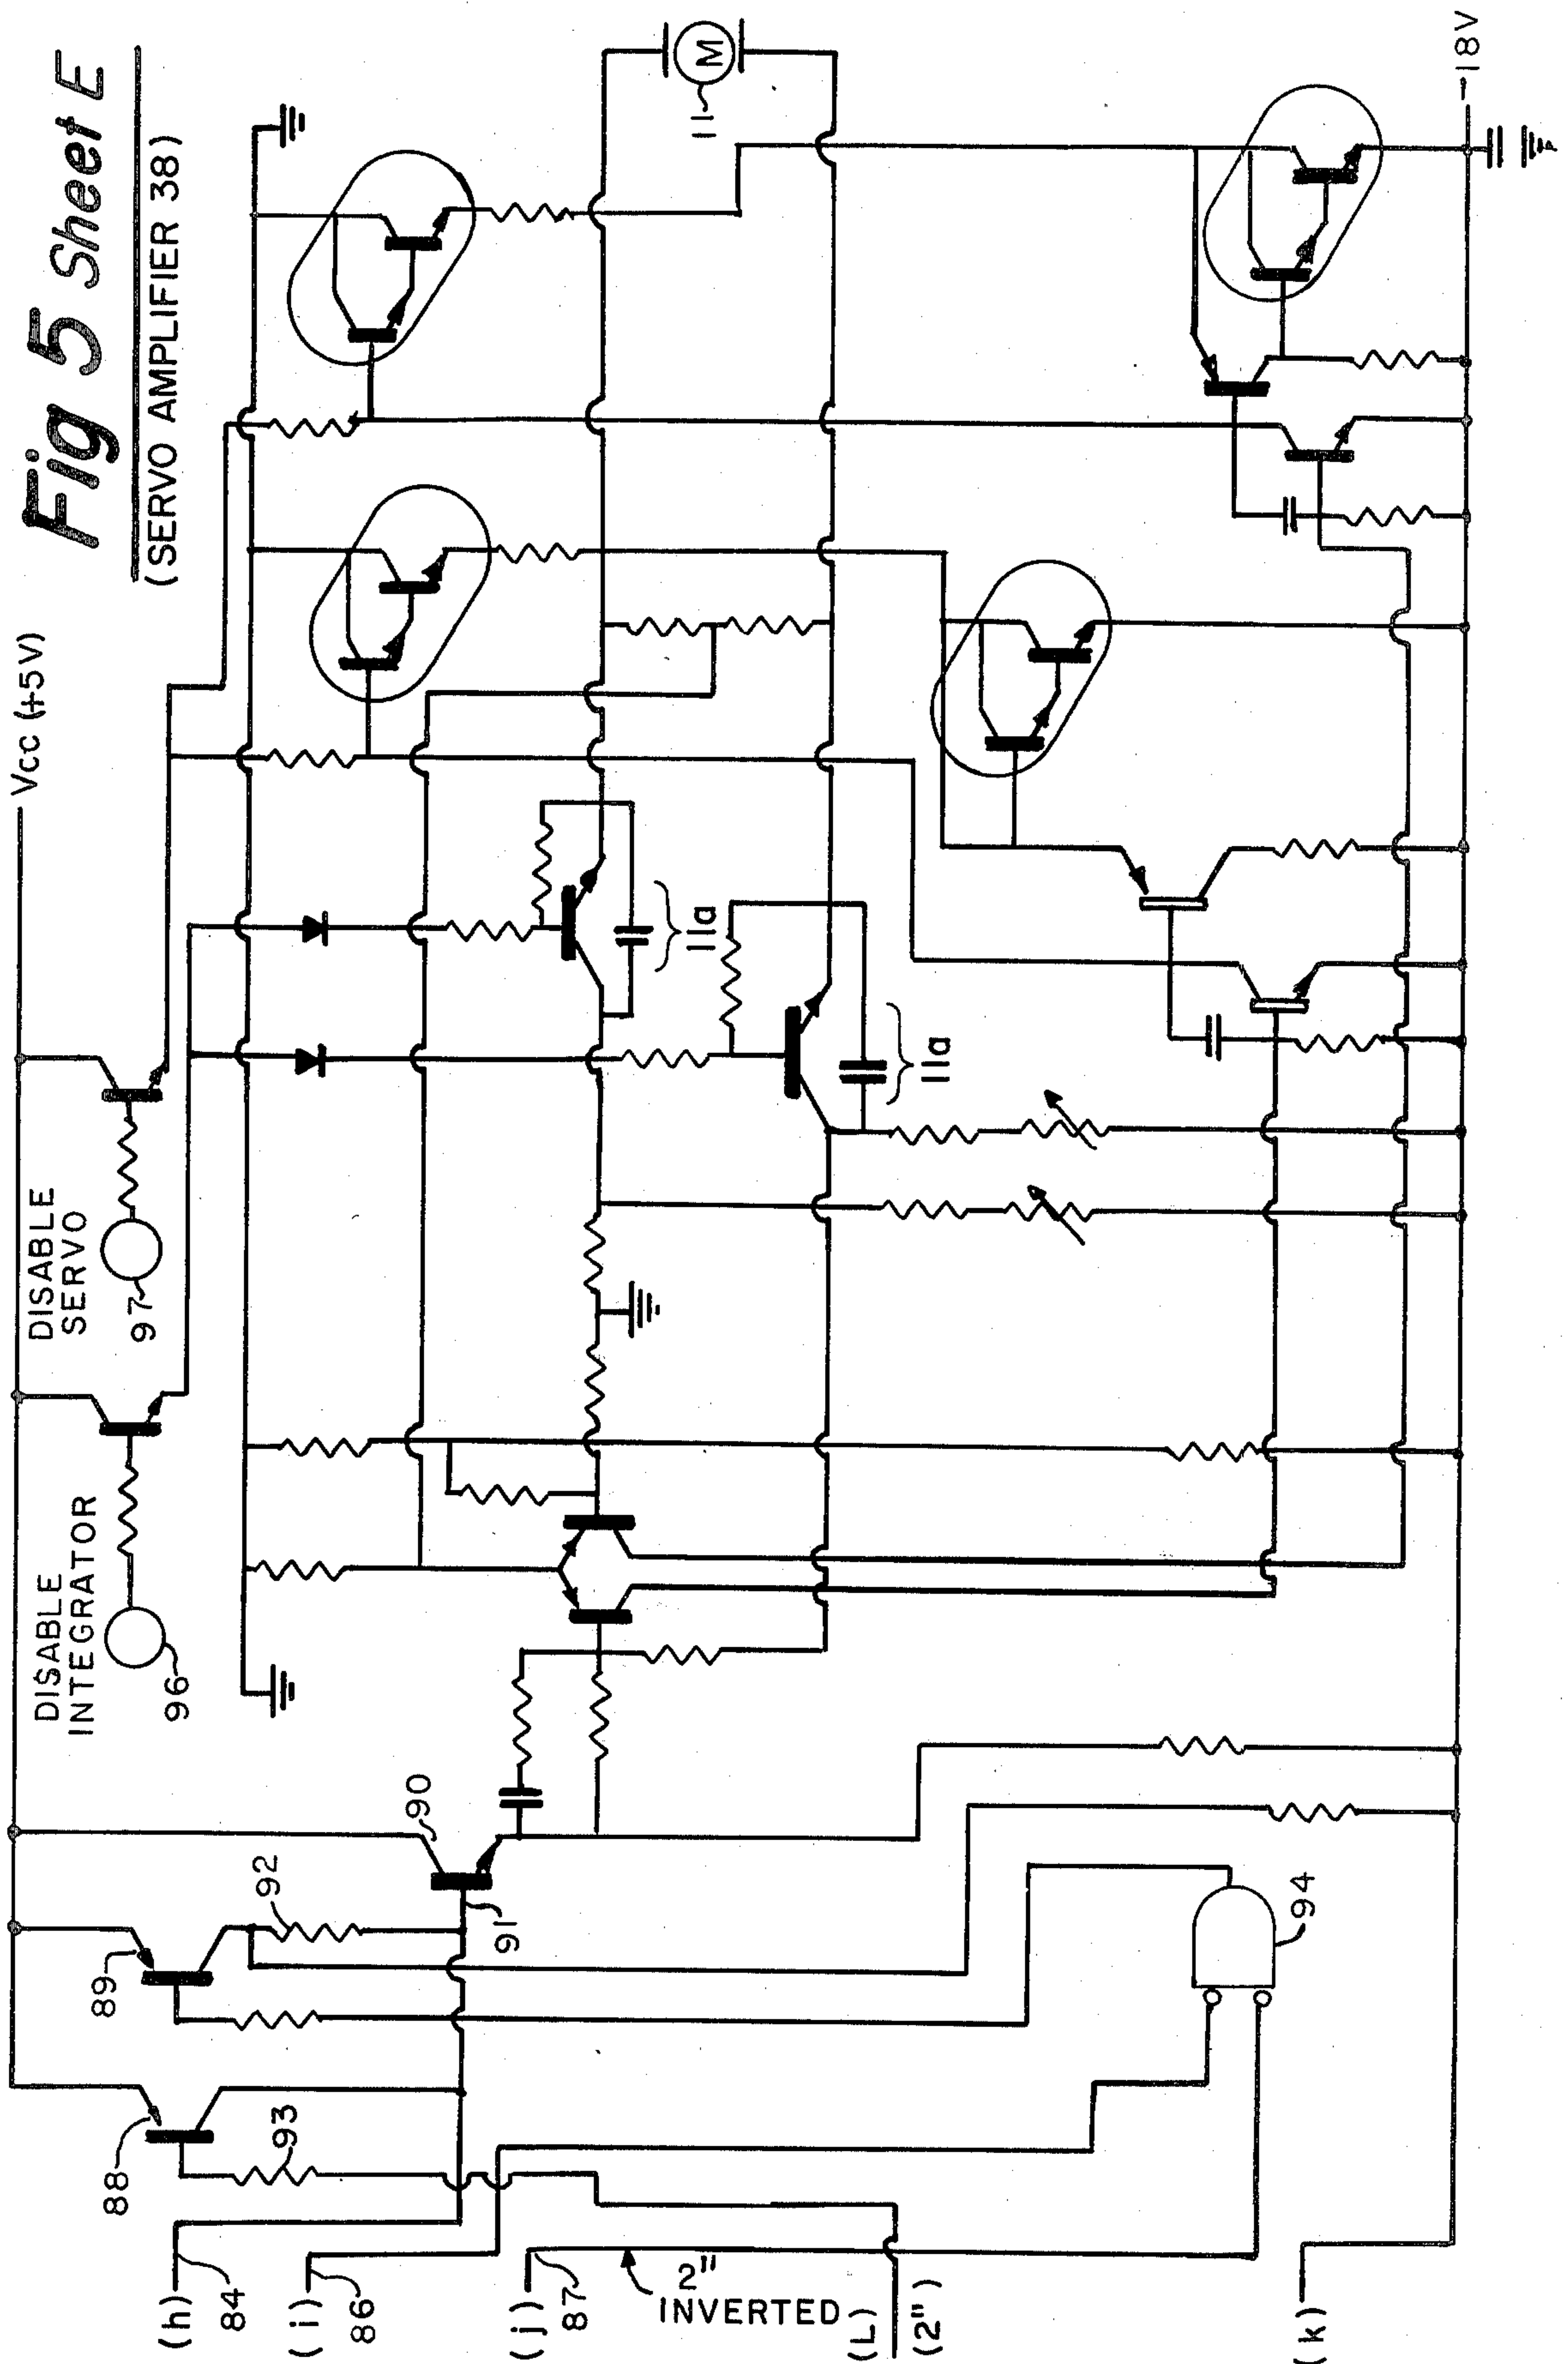 Fig 5 Sheet E
(SERVO AMPLIFIER 38)
Vcc (+5V)
DISABLE
SERVO
97
DISABLE
INTEGRATOR
96
11
M
-18V
11a
11a
90
92
91
89
88
93
94
(h)
84
(i)
86
(j)
87
2"
INVERTED
(L)
(2")
(k)